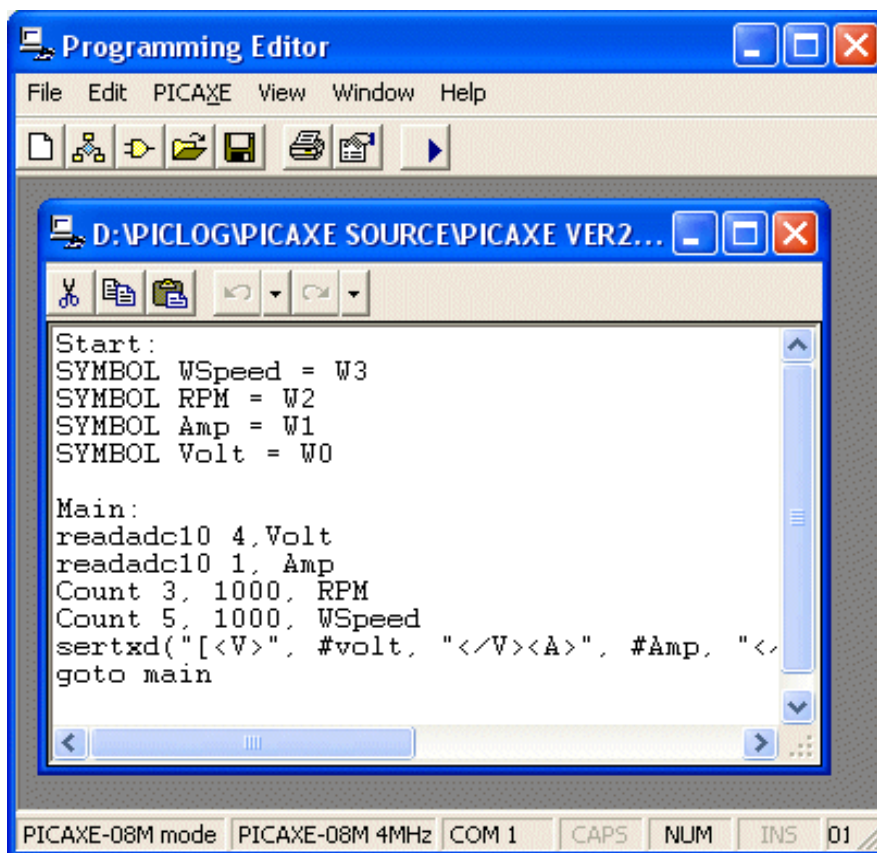 Programming Editor
File Edit PICAXE View Window Help
D:\PICLOG\PICAXE SOURCE\PICAXE VER2...
Start:
SYMBOL WSpeed = W3
SYMBOL RPM = W2
SYMBOL Amp = W1
SYMBOL Volt = W0
Main:
readadc10 4,Volt
readadc10 1, Amp
Count 3, 1000, RPM
Count 5, 1000, WSpeed
sertxd("[<V>", #volt, "</V><A>", #Amp, "</
goto main
PICAXE-08M mode PICAXE-08M 4MHz COM 1 CAPS NUM INS 01